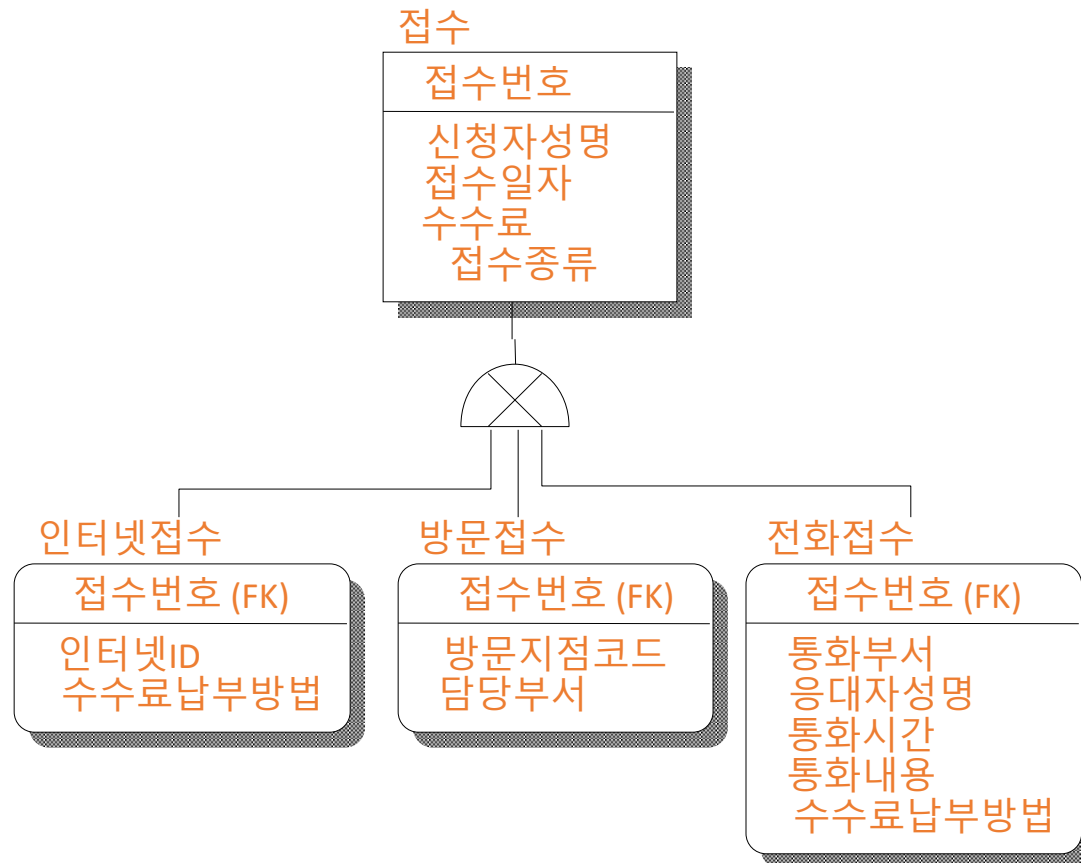 접수
접수번호
신청자성명
접수일자
수수료
접수종류
인터넷접수
접수번호 (FK)
인터넷ID
수수료납부방법
방문접수
접수번호 (FK)
방문지점코드
담당부서
전화접수
접수번호 (FK)
통화부서
응대자성명
통화시간
통화내용
수수료납부방법